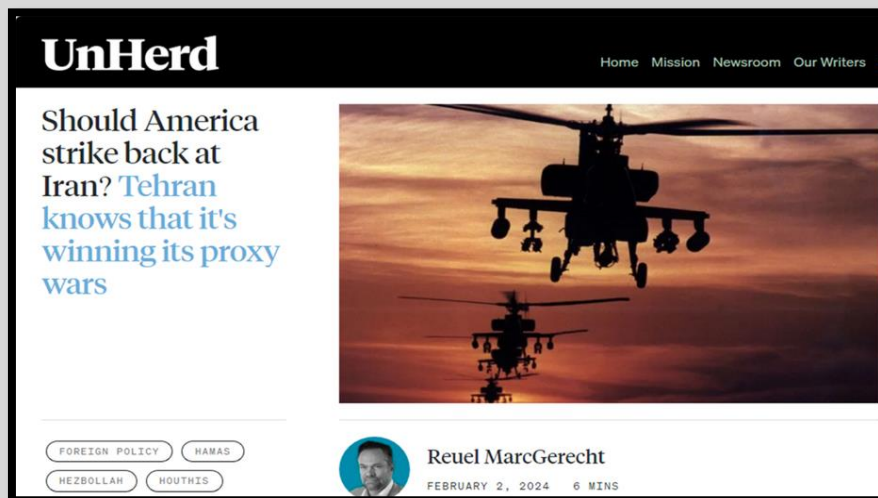 UnHerd
Home Mission Newsroom Our Writers
Should America
strike back at
Iran? Tehran
knows that it's
winning its proxy
wars
FOREIGN POLICY HAMAS
HEZBOLLAH HOUTHIS
Reuel MarcGerecht
FEBRUARY 2, 2024 6 MINS